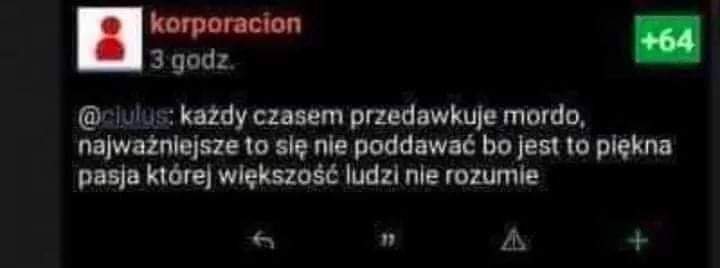 korporacion
3 godz.
+64
@clulus: każdy czasem przedawkuje mordo,
najważniejsze to się nie poddawać bo jest to piękna
pasja której większość ludzi nie rozumie